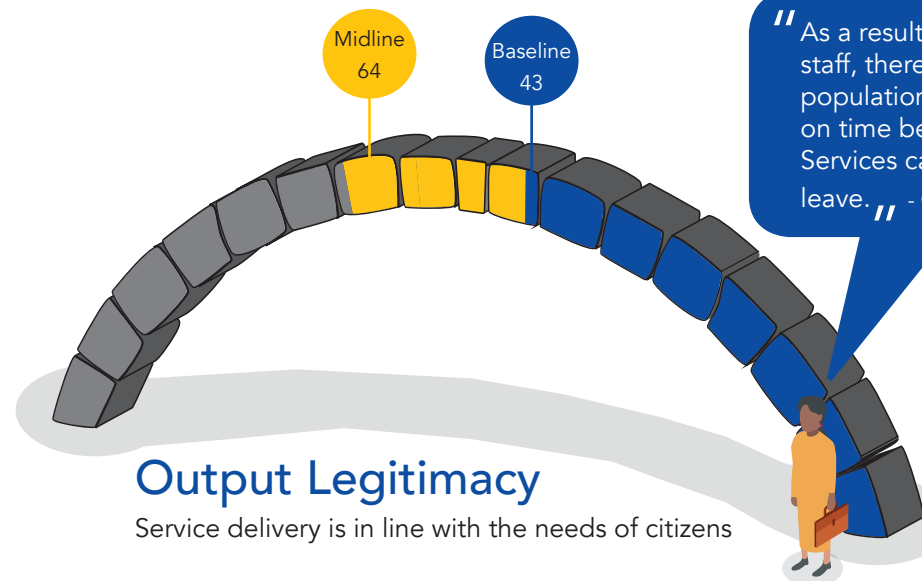 Midline
64
Baseline
43
" As a result
staff, there
population
on time be
Services ca
leave. " -
Output Legitimacy
Service delivery is in line with the needs of citizens